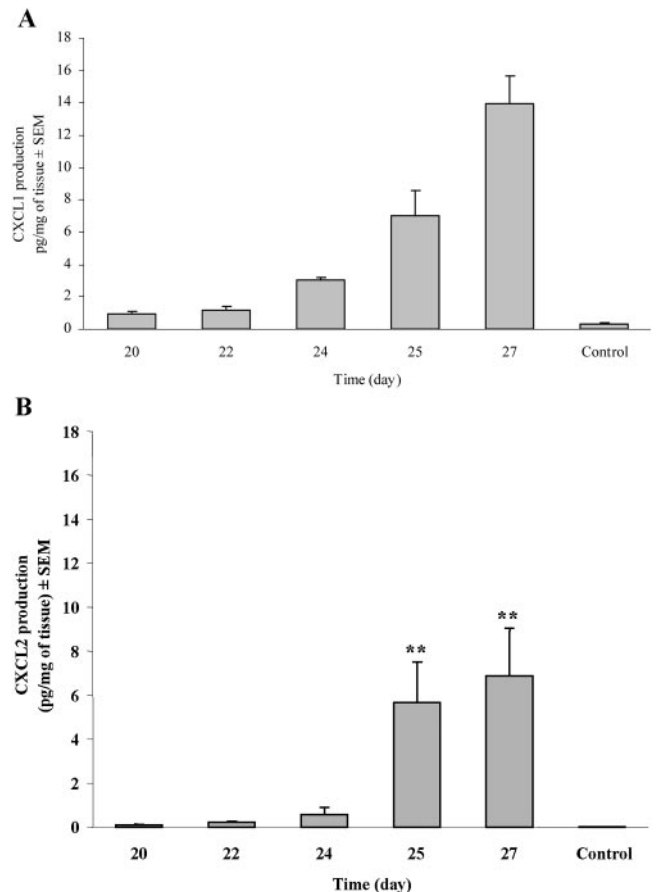 A
CXCL1 production
pg/mg of tissue ± SEM
18
16
14
12
10
8
6
4
2
0
20 22 24 25 27 Control
Time (day)
B
CXCL2 production
(pg/mg of tissue) ± SEM
18
16
14
12
10
8
6
4
2
0
** **
20 22 24 25 27 Control
Time (day)